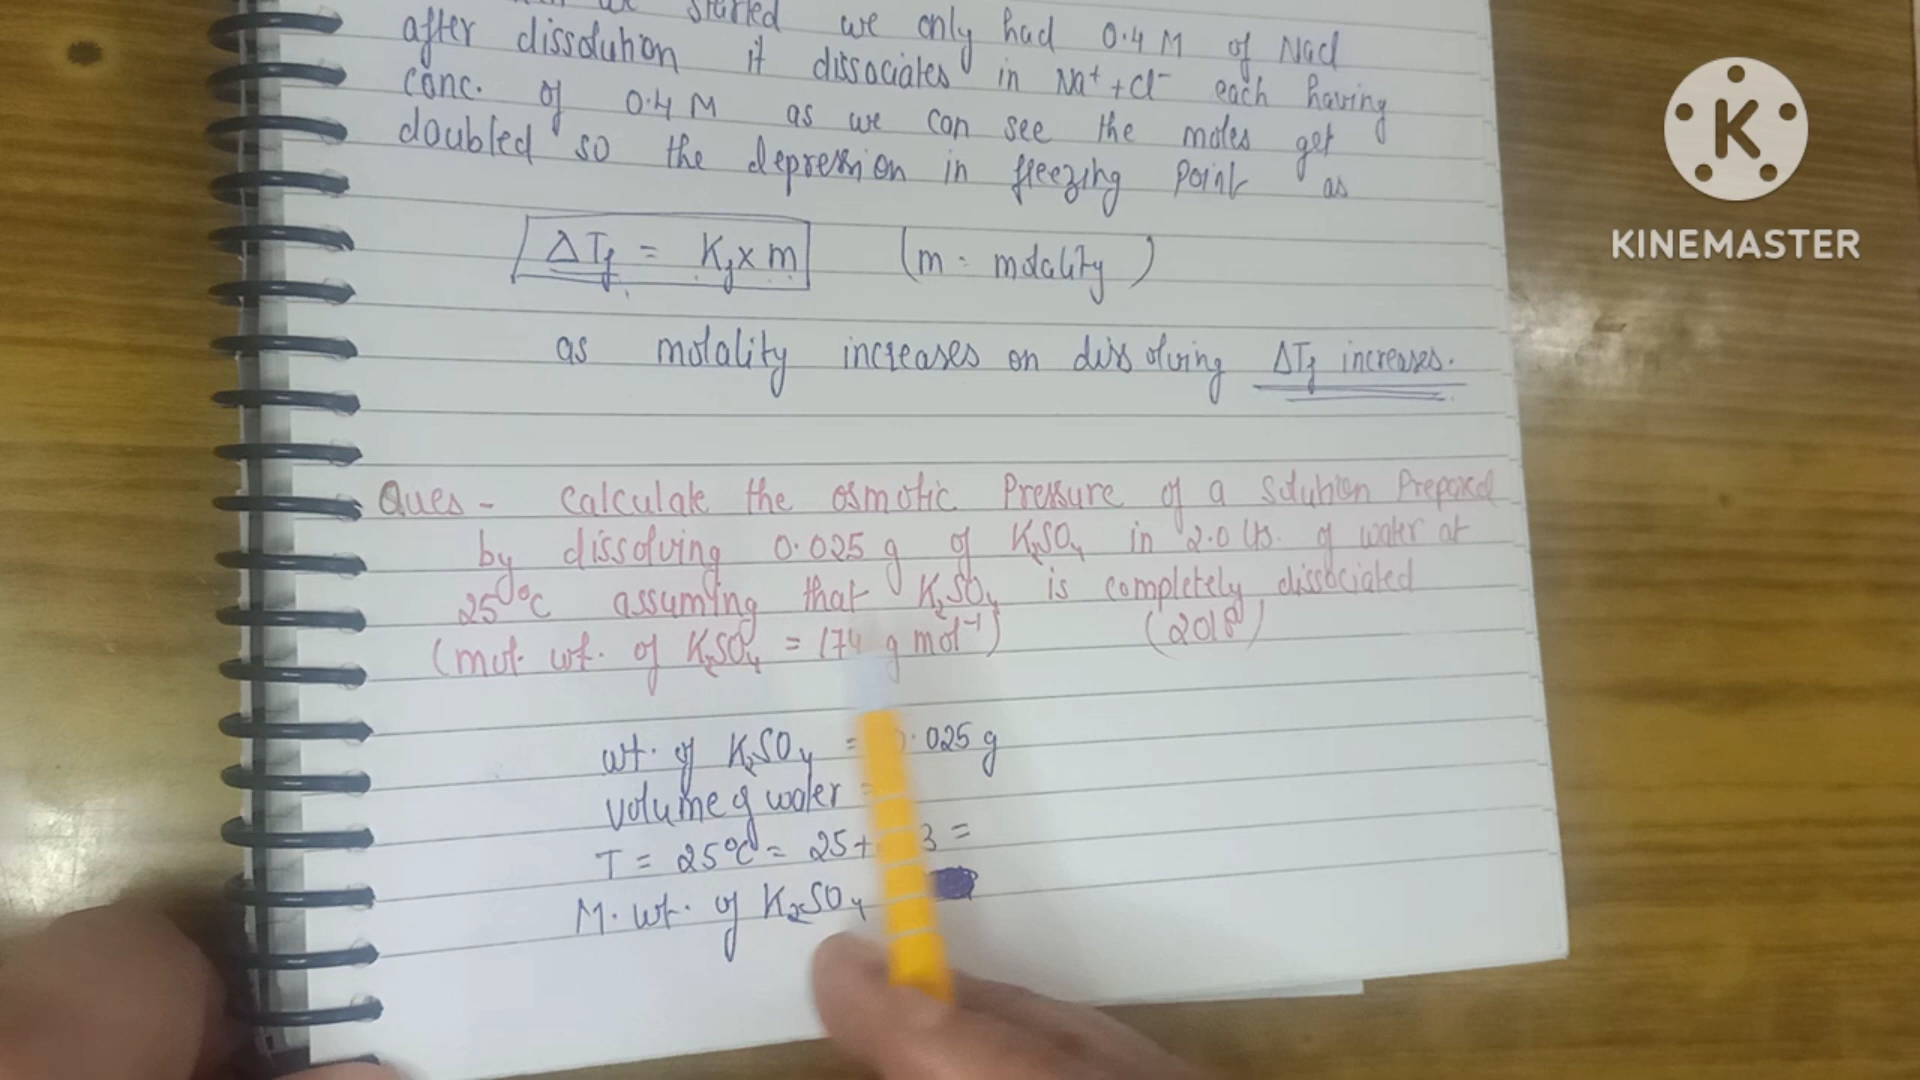 started we only had 0.4 M of Nacl
after dissolution it dissociates in Na⁺ + Cl⁻ each having
conc. of 0.4 M as we can see the moles get
doubled so the depression in freezing point as
ΔTf = Kf x m (m = molality)
as molality increases on dissolving ΔTf increases.
Ques - Calculate the osmotic Pressure of a solution Prepared
by dissolving 0.025 g of K₂SO₄ in 2.0 lts. of water at
25°C assuming that K₂SO₄ is completely dissociated
(mol. wt. of K₂SO₄ = 174 g mol⁻¹) (2018)
wt. of K₂SO₄ = .025 g
volume of water =
T = 25°C = 25+ 3 =
M. wt. of K₂SO₄
K
KINEMASTER